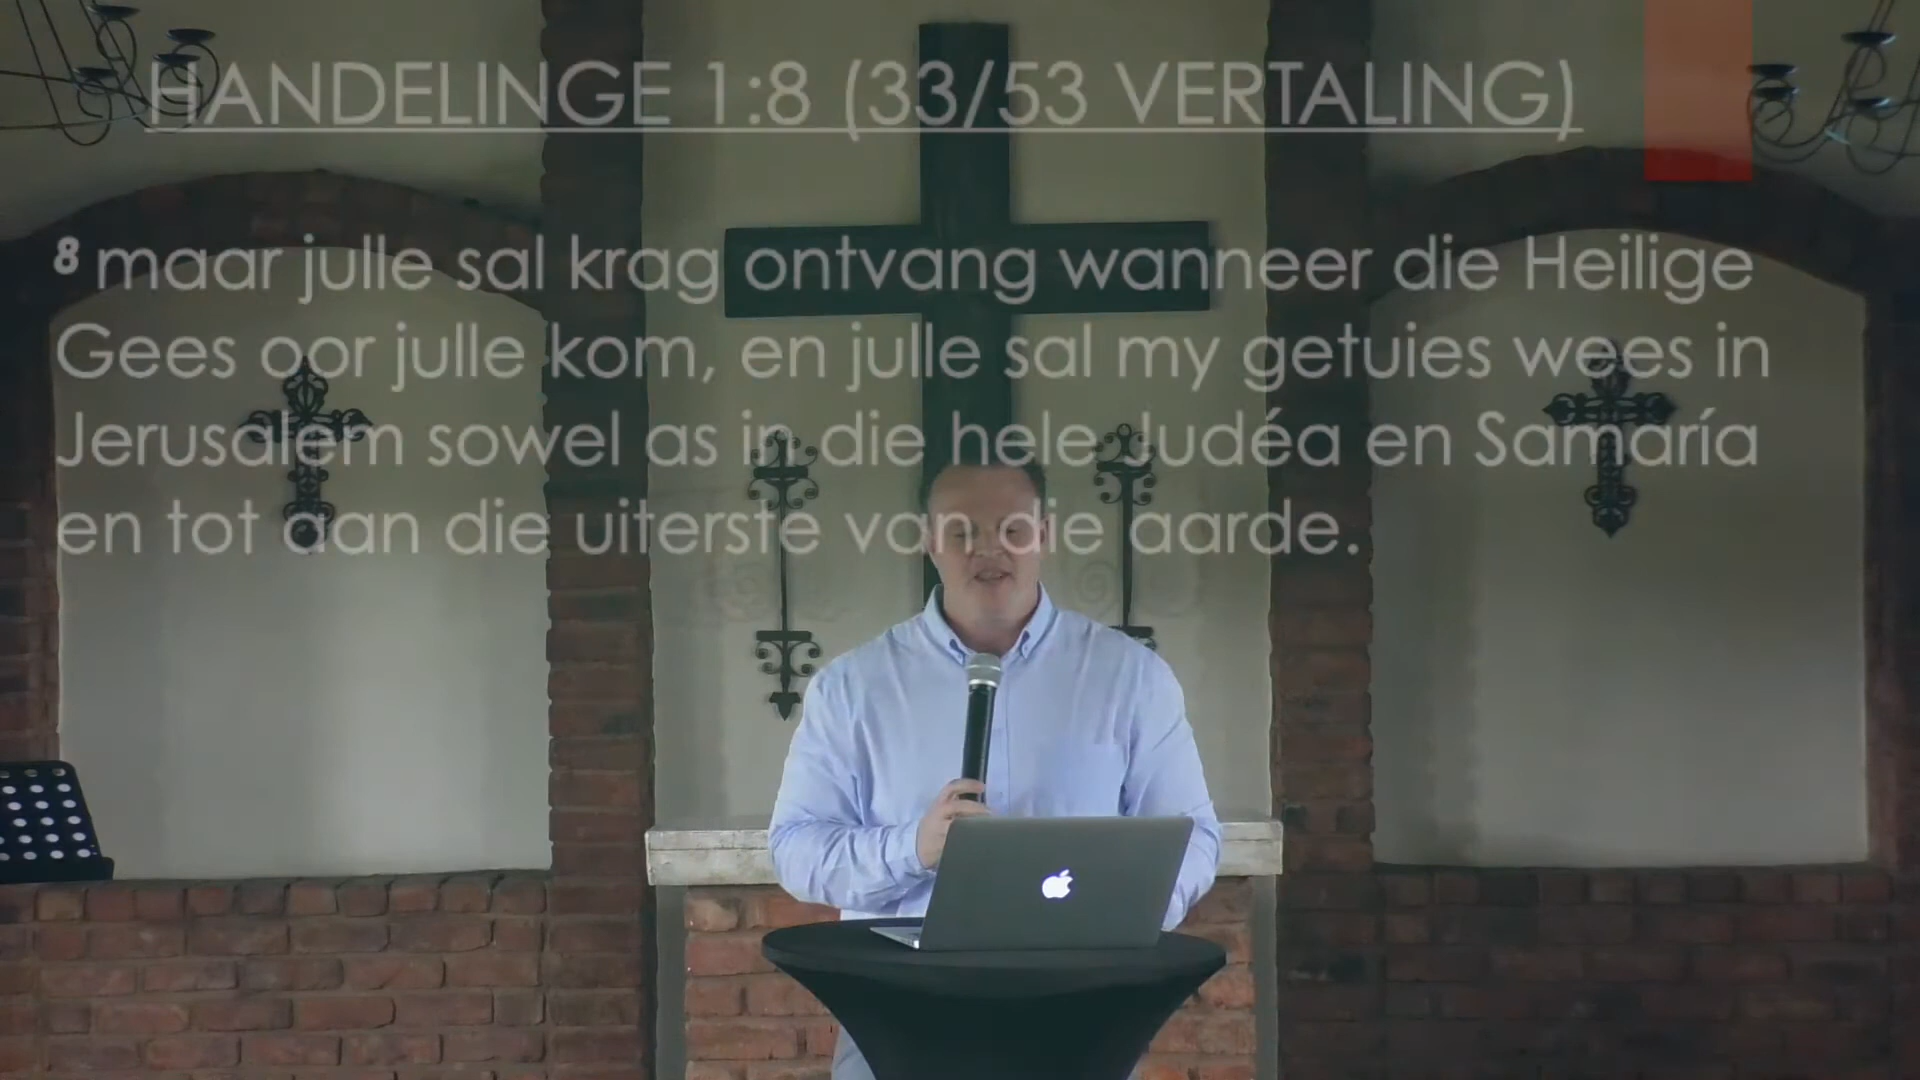 HANDELINGE 1:8 (33/53 VERTALING)
8 maar julle sal krag ontvang wanneer die Heilige
Gees oor julle kom, en julle sal my getuies wees in
Jerusalem sowel as in die hele Judéa en Samaría
en tot aan die uiterste van die aarde.